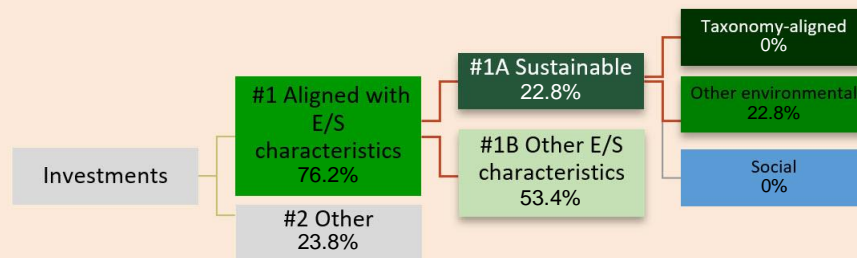 Investments
#1 Aligned with
E/S
characteristics
76.2%
#2 Other
23.8%
#1A Sustainable
22.8%
#1B Other E/S
characteristics
53.4%
Taxonomy-aligned
0%
Other environmental
22.8%
Social
0%